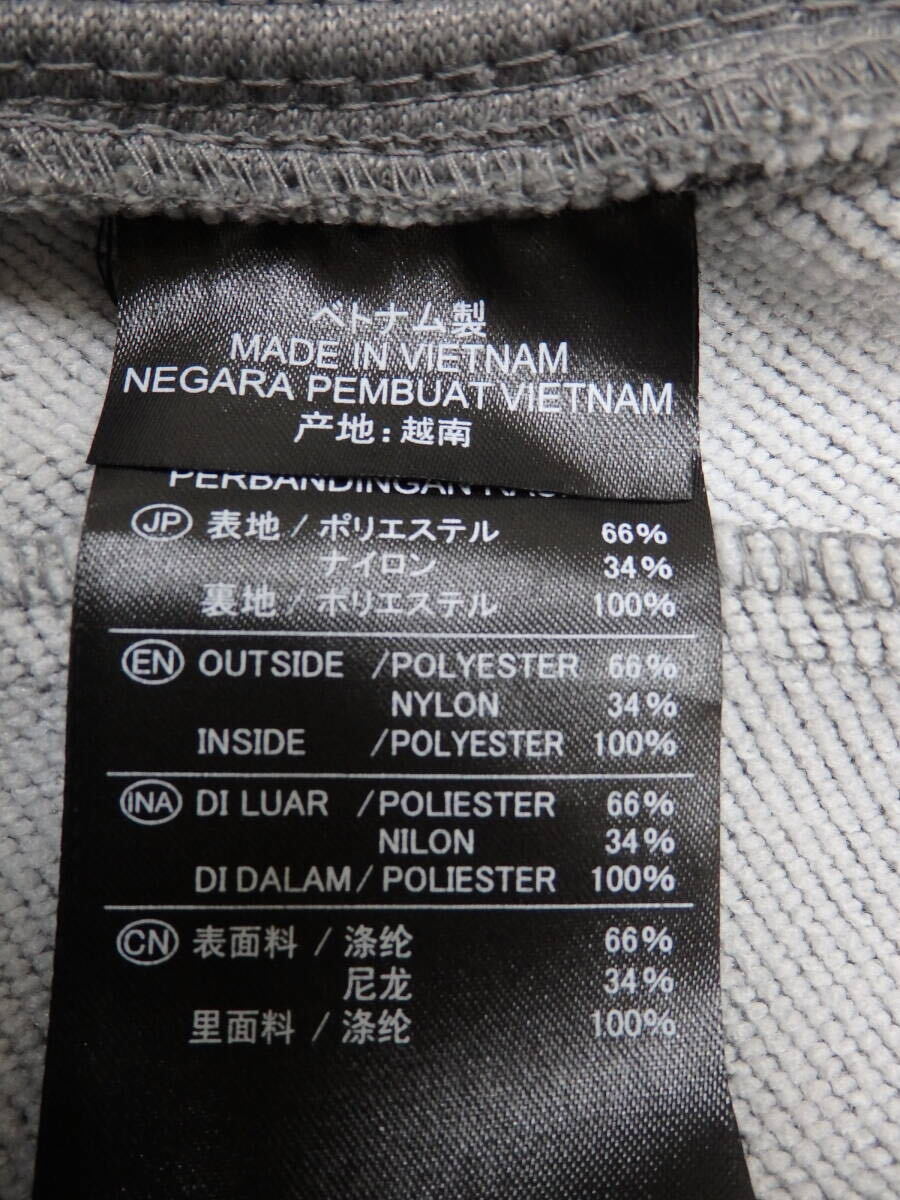 ベトナム製
MADE IN VIETNAM
NEGARA PEMBUAT VIETNAM
产地:越南
PERBANDINGAN
JP 表地 / ポリエステル 66%
ナイロン 34%
裏地 / ポリエステル 100%
EN OUTSIDE /POLYESTER 66%
NYLON 34%
INSIDE /POLYESTER 100%
INA DI LUAR /POLIESTER 66%
NILON 34%
DI DALAM / POLIESTER 100%
CN 表面料 / 涤纶 66%
尼龙 34%
里面料 / 涤纶 100%